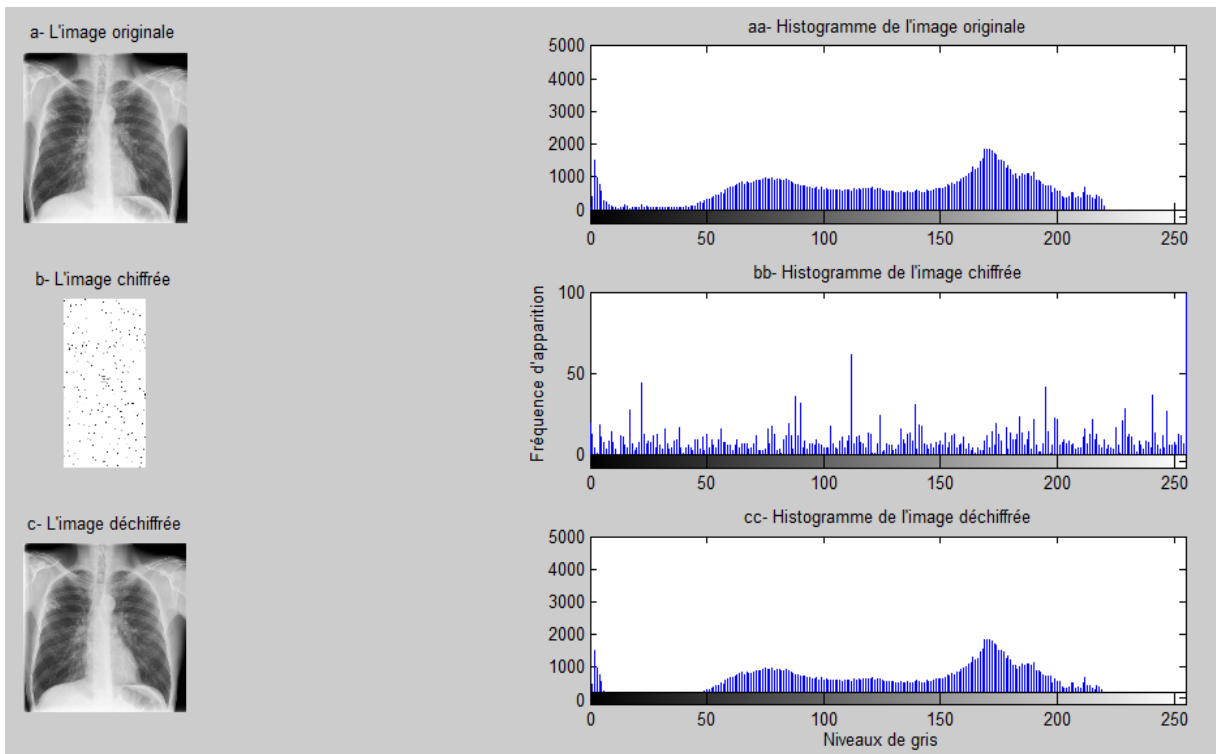 a- L'image originale
aa- Histogramme de l'image originale
5000
4000
3000
2000
1000
0
0 50 100 150 200 250
b- L'image chiffrée
bb- Histogramme de l'image chiffrée
Fréquence d'apparition
100
50
0
0 50 100 150 200 250
c- L'image déchiffrée
cc- Histogramme de l'image déchiffrée
5000
4000
3000
2000
1000
0
0 50 100 150 200 250
Niveaux de gris